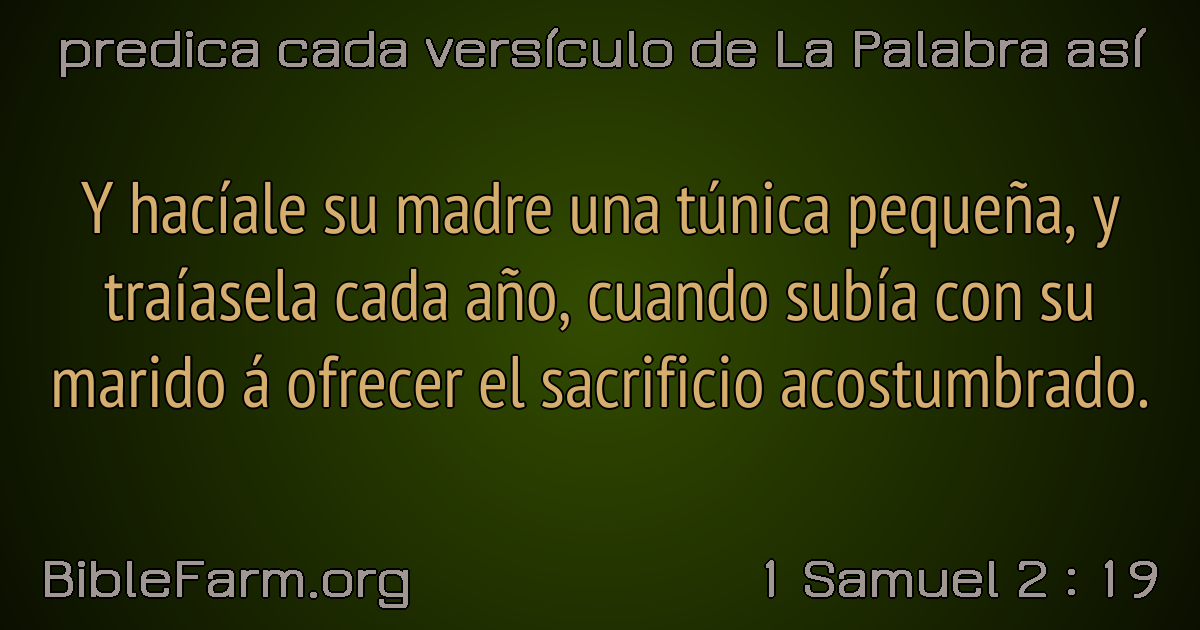 predica cada versículo de La Palabra así
Y hacíale su madre una túnica pequeña, y
traíasela cada año, cuando subía con su
marido á ofrecer el sacrificio acostumbrado.
BibleFarm.org
1 Samuel 2 : 19